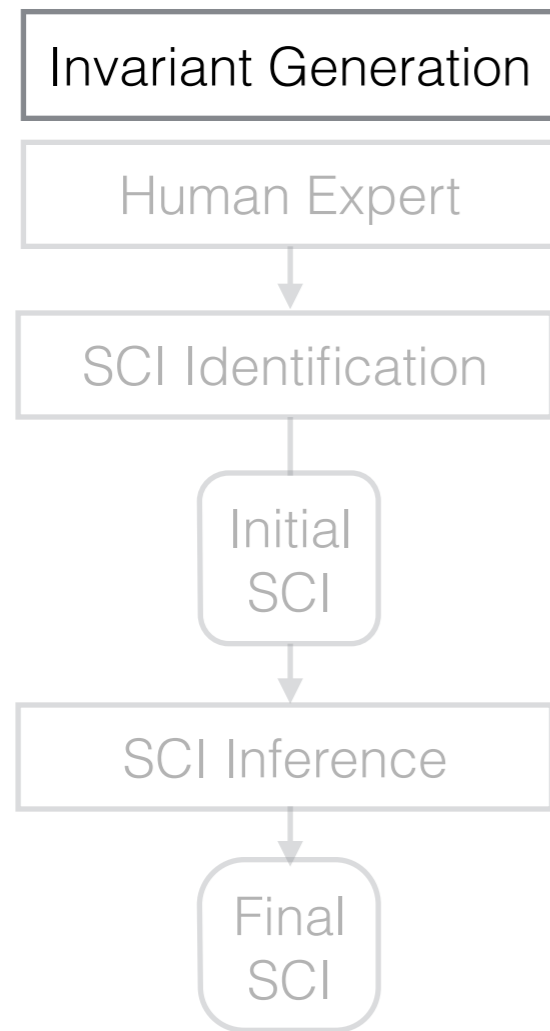 Invariant Generation
Human Expert
SCI Identification
Initial
SCI
SCI Inference
Final
SCI